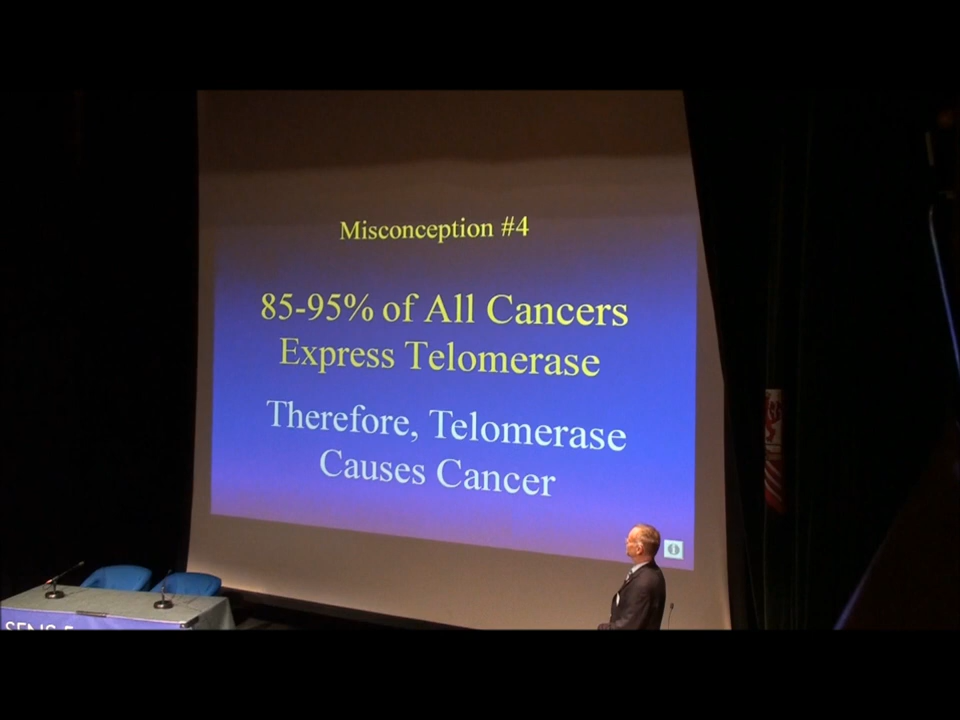 Misconception #4
85-95% of All Cancers
Express Telomerase
Therefore, Telomerase
Causes Cancer